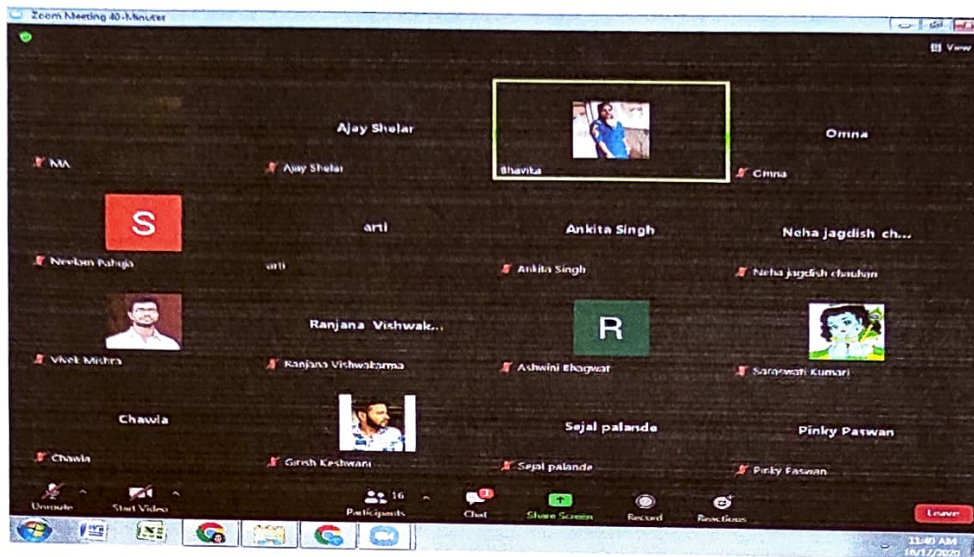 Zoom Meeting 40-Minutes
View
Ajay Shelar
Omna
MA
Ajay Shelar
Bhavika
Omna
S
arti
Ankita Singh
Neha jagdish ch...
Neelam Pahuja
arti
Ankita Singh
Neha jagdish chauhan
Ranjana Vishwak...
R
Vivek Mishra
Ranjana Vishwakarma
Ashwini Bhagwat
Saraswati Kumari
Chawla
Sejal palande
Pinky Paswan
Chawla
Girish Keshwani
Sejal palande
Pinky Paswan
16
Unmute
Start Video
Participants
Chat
Share Screen
Record
Reactions
Leave
11:40 AM